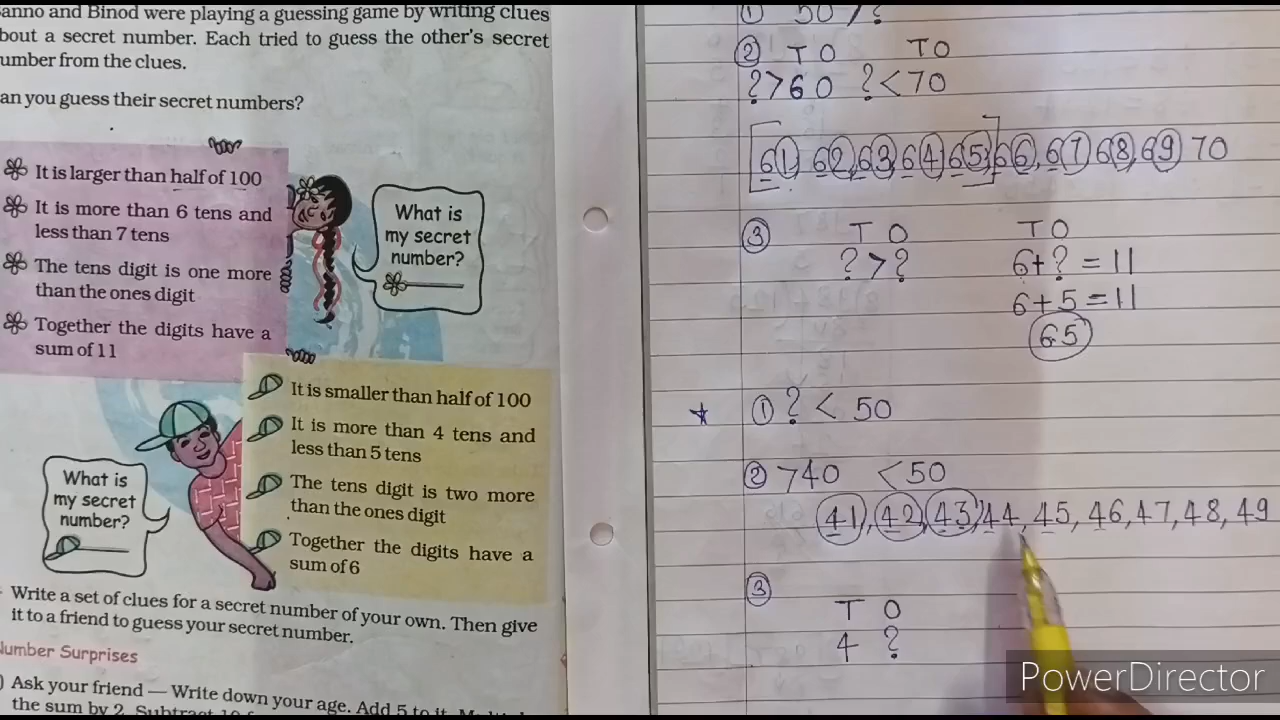 anno and Binod were playing a guessing game by writing clues
bout a secret number. Each tried to guess the other's secret
umber from the clues.
an you guess their secret numbers?
It is larger than half of 100
It is more than 6 tens and
less than 7 tens
The tens digit is one more
than the ones digit
Together the digits have a
sum of 11
What is
my secret
number?
It is smaller than half of 100
It is more than 4 tens and
less than 5 tens
The tens digit is two more
than the ones digit
Together the digits have a
sum of 6
What is
my secret
number?
Write a set of clues for a secret number of your own. Then give
it to a friend to guess your secret number.
Number Surprises
) Ask your friend — Write down your age. Add 5 to it.
the sum by 2. Subtract 10
① 50 / ?
② T O T O
? > 60 ? < 70
[61 62, 63, 64, 65,] 66, 67, 68, 69 70
③ T O T O
? > ? 6 + ? = 11
6 + 5 = 11
65
① ? < 50
② > 40 < 50
41, 42, 43, 44, 45, 46, 47, 48, 49
③
T O
4 ?
PowerDirector